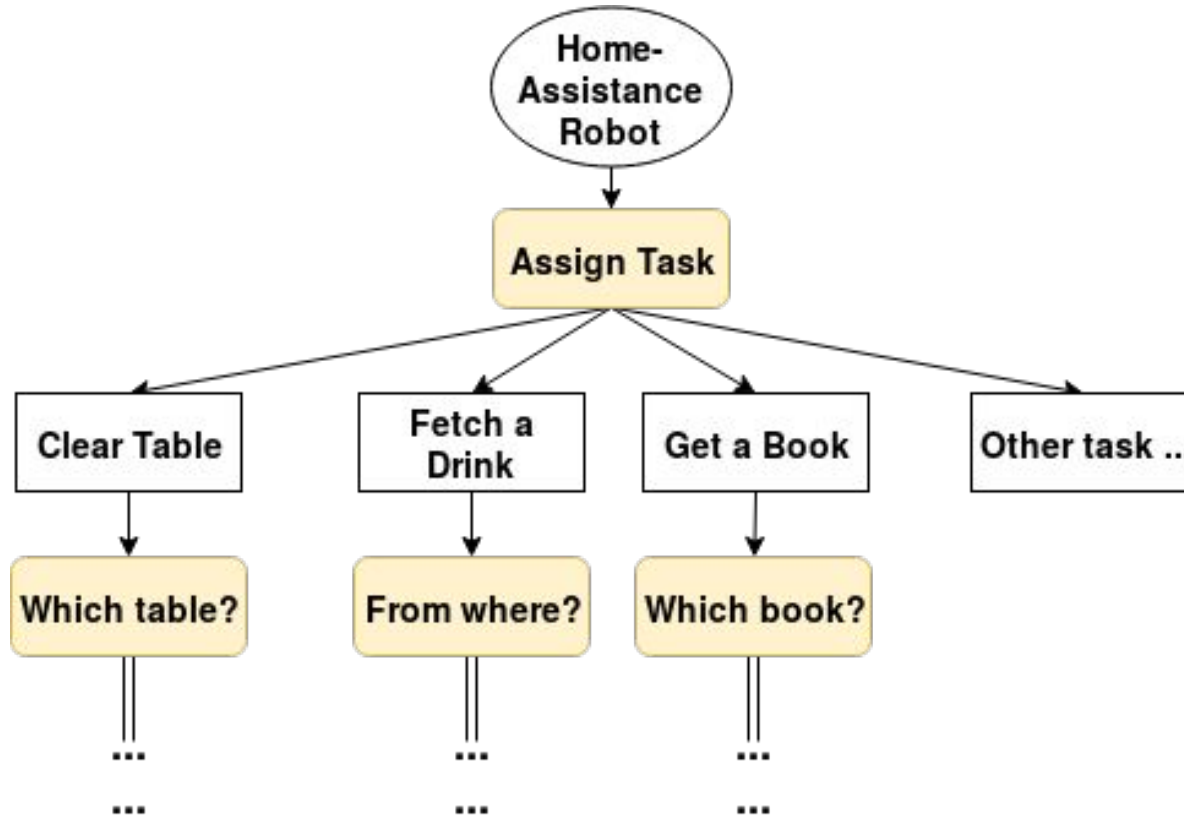 Home-
Assistance
Robot
Assign Task
Clear Table
Fetch a
Drink
Get a Book
Other task ..
Which table?
From where?
Which book?
... ... ...
... ... ...